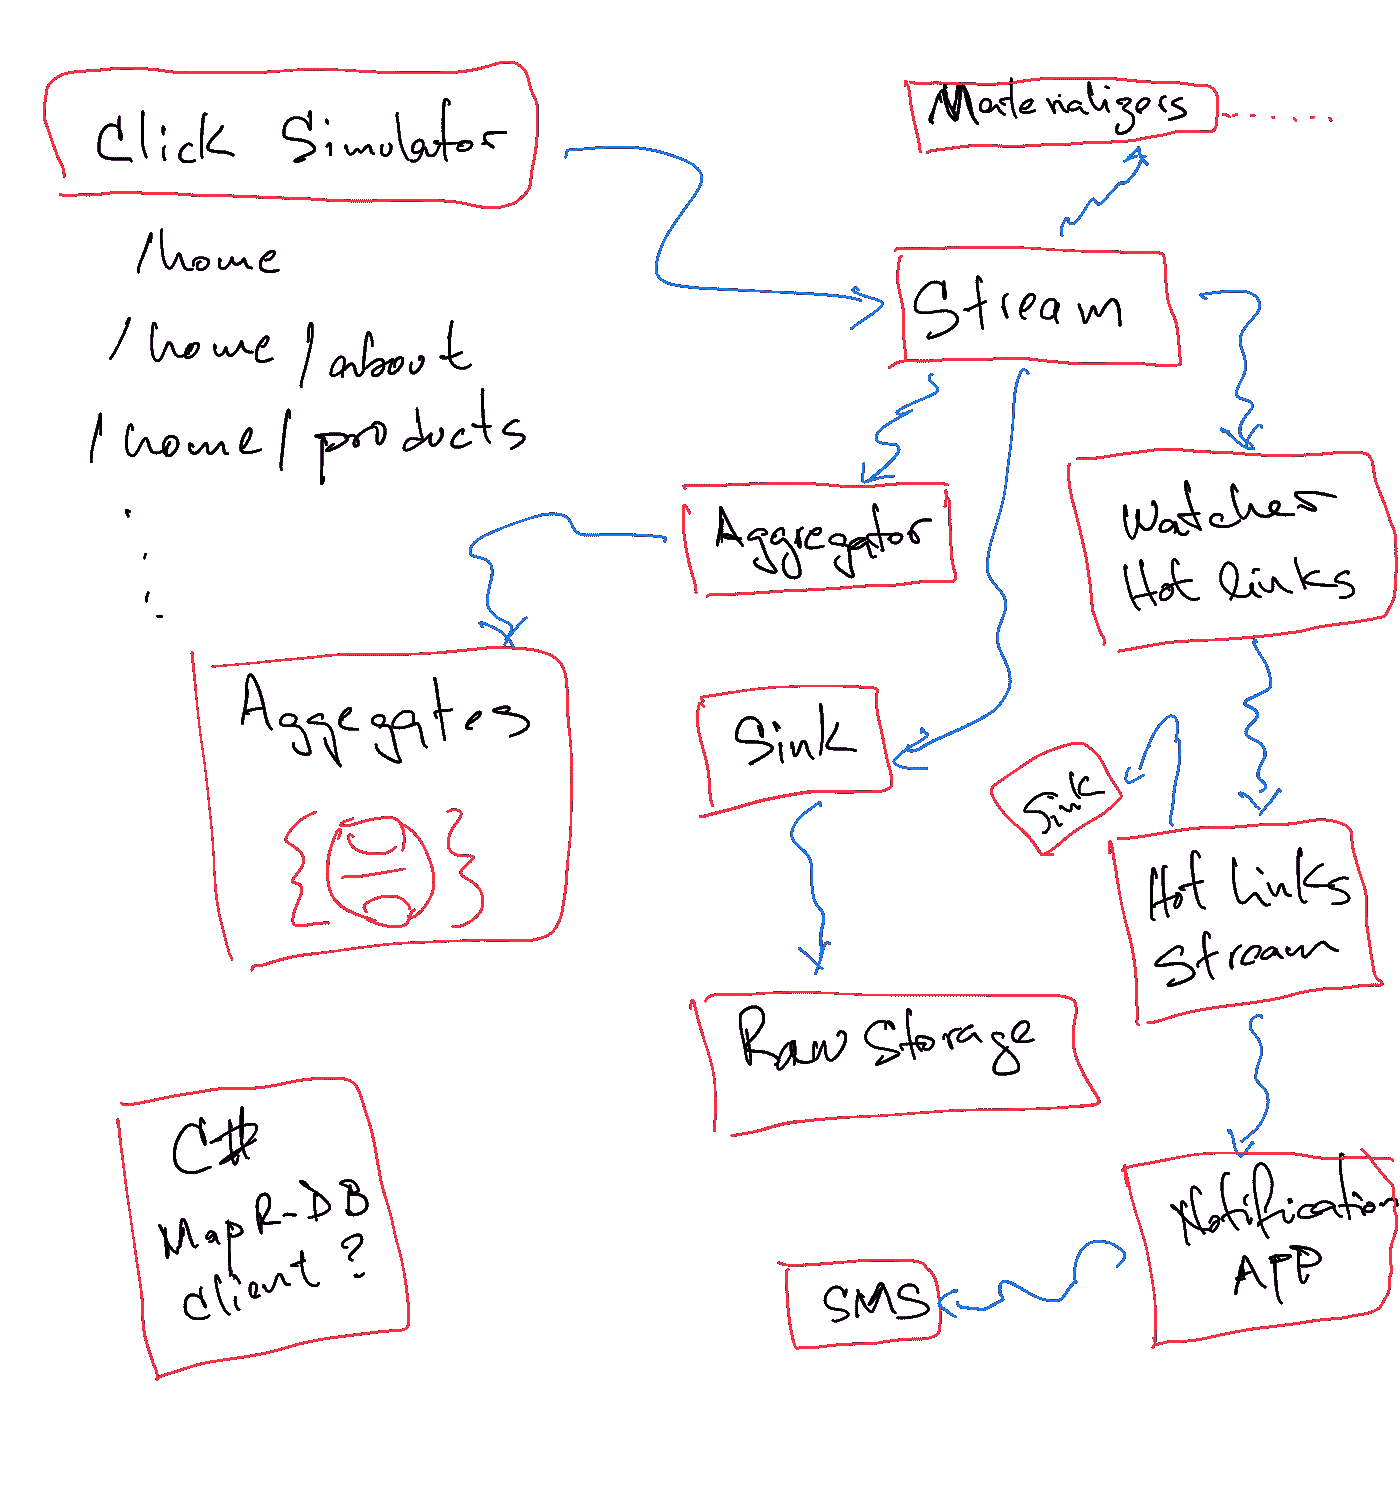 Click Simulator
/home
/home/about
/home/products
Materializers
Stream
Aggregator
Watcher
Hot links
Aggregates
Sink
Sink
Hot Links
Stream
Raw Storage
C#
MapR-DB
Client?
Notification
APP
SMS